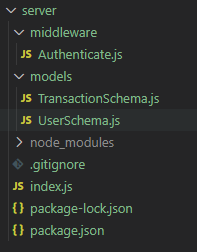 server
middleware
JS Authenticate.js
models
JS TransactionSchema.js
JS UserSchema.js
node_modules
.gitignore
JS index.js
{} package-lock.json
{} package.json